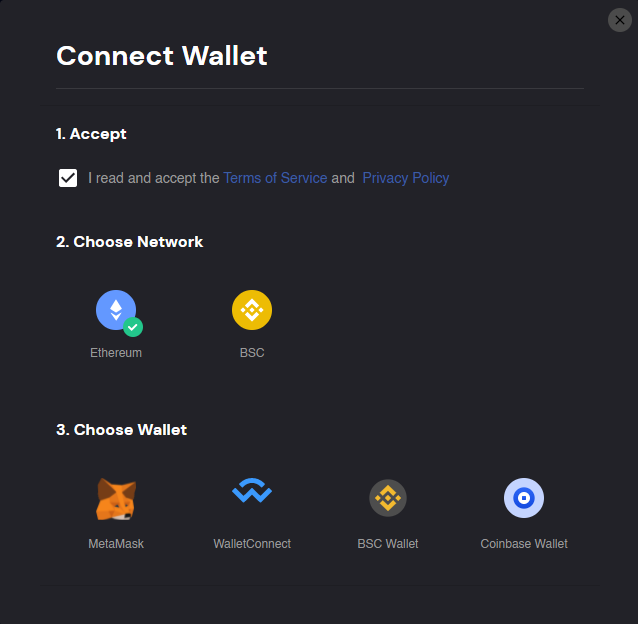 Connect Wallet
1. Accept
I read and accept the Terms of Service and Privacy Policy
2. Choose Network
Ethereum BSC
3. Choose Wallet
MetaMask WalletConnect BSC Wallet Coinbase Wallet